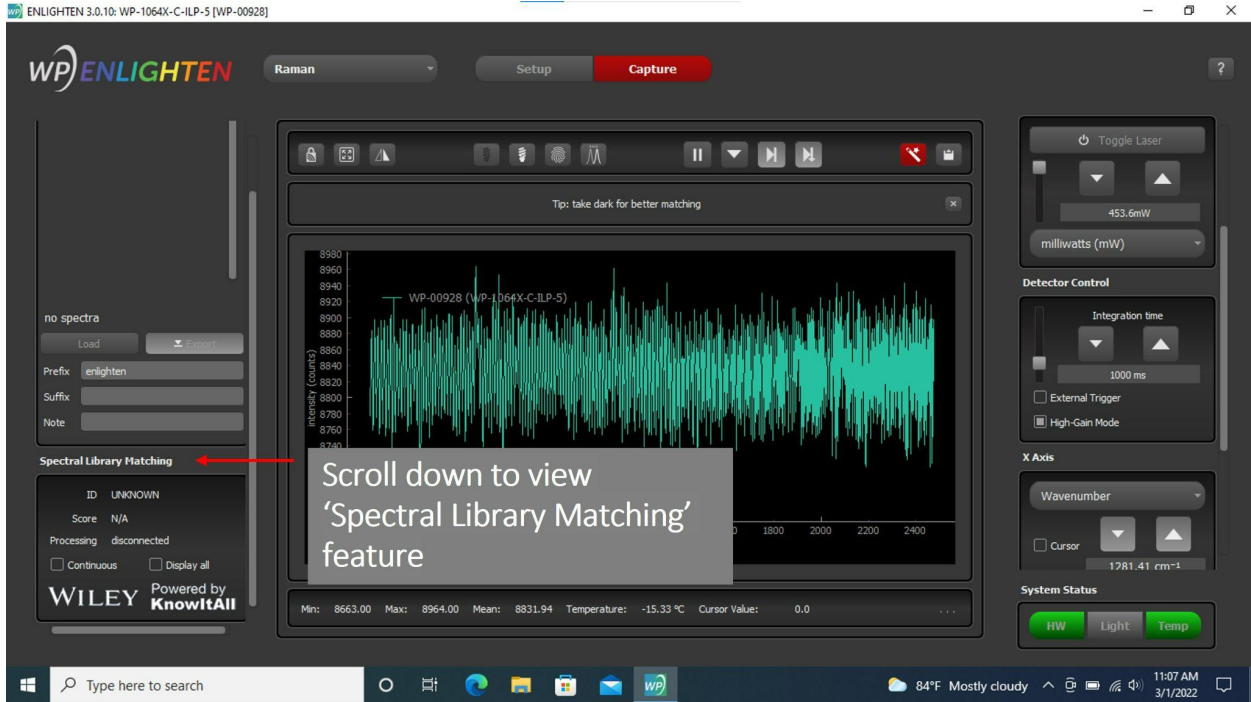 ENLIGHTEN 3.0.10: WP-1064X-C-ILP-5 [WP-00928]
WP ENLIGHTEN
Raman
Setup
Capture
?
no spectra
Load
Export
Prefix enlighten
Suffix
Note
Spectral Library Matching
ID UNKNOWN
Score N/A
Processing disconnected
Continuous
Display all
WILEY
Powered by
KnowItAll
Tip: take dark for better matching
8980
8960
8940
8920
8900
8880
8860
8840
8820
8800
8780
8760
8740
intensity (counts)
WP-00928 (WP-1064X-C-ILP-5)
Scroll down to view
‘Spectral Library Matching’
feature
1800 2000 2200 2400
Min: 8663.00 Max: 8964.00 Mean: 8831.94 Temperature: -15.33 ºC Cursor Value: 0.0 ...
Toggle Laser
453.6mW
milliwatts (mW)
Detector Control
Integration time
1000 ms
External Trigger
High-Gain Mode
X Axis
Wavenumber
Cursor
1281.41 cm⁻¹
System Status
HW Light Temp
Type here to search
WP
84°F Mostly cloudy
11:07 AM
3/1/2022